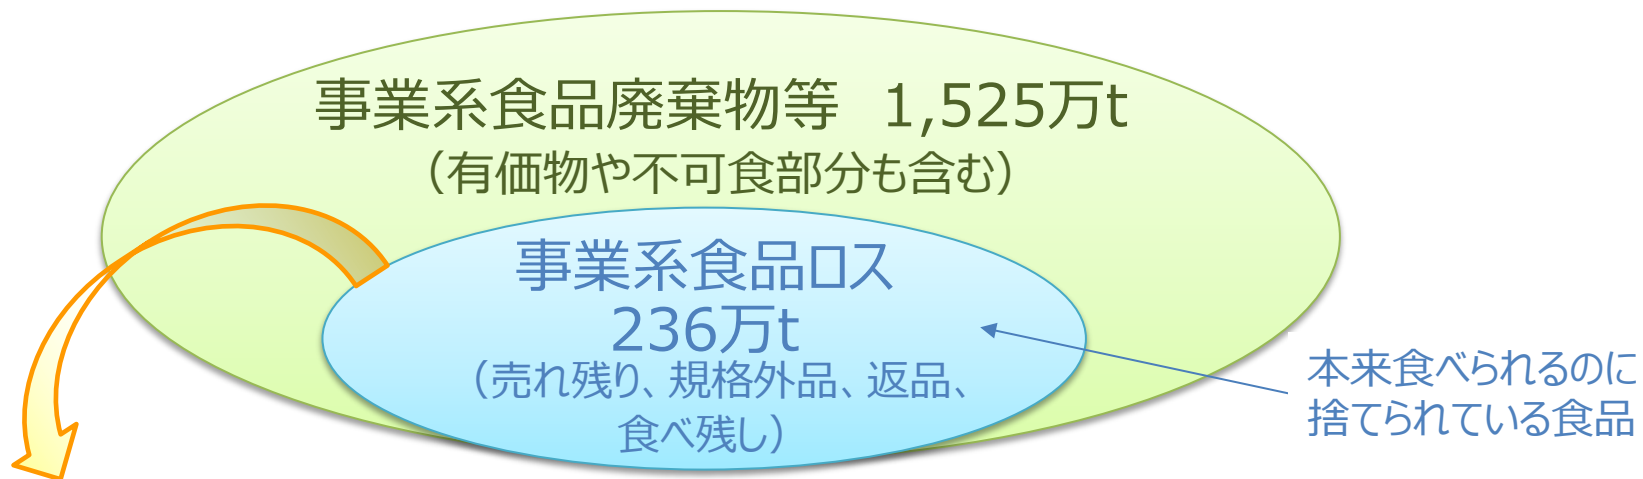 事業系食品廃棄物等　1,525万t
（有価物や不可食部分も含む）
事業系食品ロス
236万t
（売れ残り、規格外品、返品、
食べ残し）
本来食べられるのに
捨てられている食品